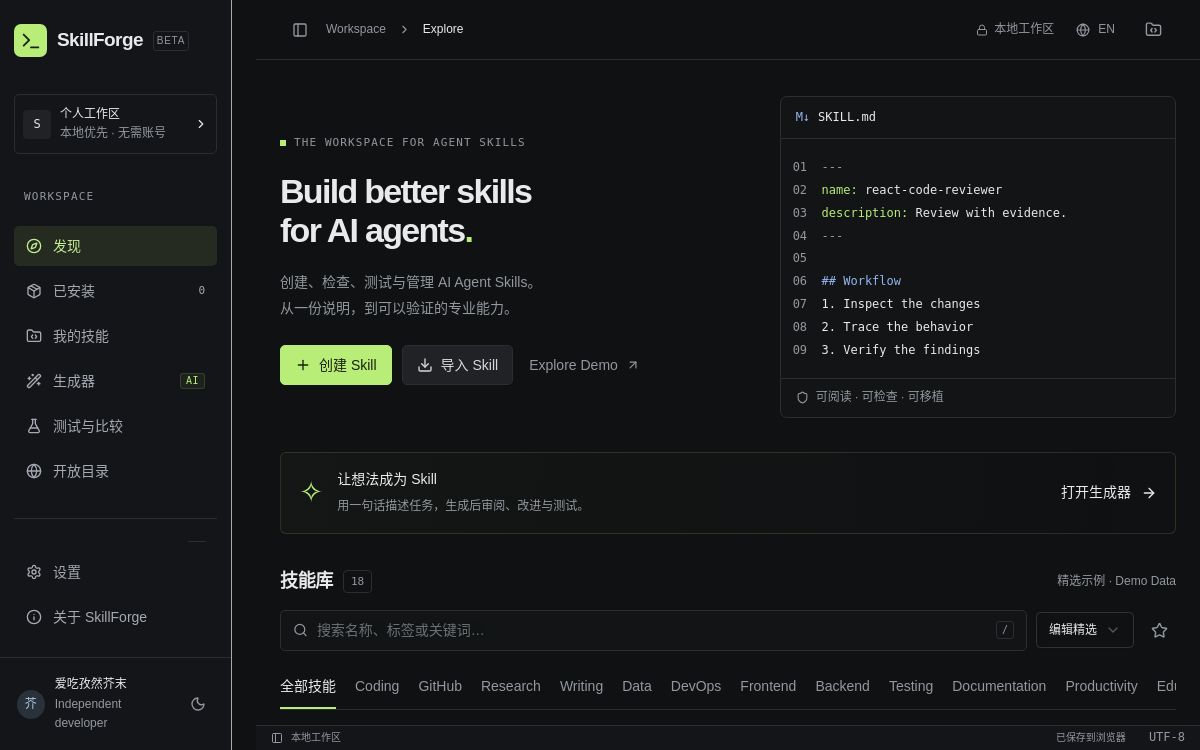 SkillForge BETA
S
个人工作区
本地优先 · 无需账号
WORKSPACE
发现
已安装 0
我的技能
生成器 AI
测试与比较
开放目录
设置
关于 SkillForge
芥
爱吃孜然芥末
Independent
developer
Workspace > Explore
本地工作区
EN
THE WORKSPACE FOR AGENT SKILLS
Build better skills
for AI agents.
创建、检查、测试与管理 AI Agent Skills。
从一份说明，到可以验证的专业能力。
创建 Skill
导入 Skill
Explore Demo
M↓ SKILL.md
01 ---
02 name: react-code-reviewer
03 description: Review with evidence.
04 ---
05
06 ## Workflow
07 1. Inspect the changes
08 2. Trace the behavior
09 3. Verify the findings
可阅读 · 可检查 · 可移植
让想法成为 Skill
用一句话描述任务，生成后审阅、改进与测试。
打开生成器
技能库 18
精选示例 · Demo Data
搜索名称、标签或关键词… /
编辑精选
全部技能 Coding GitHub Research Writing Data DevOps Frontend Backend Testing Documentation Productivity Edu
本地工作区
已保存到浏览器 UTF-8